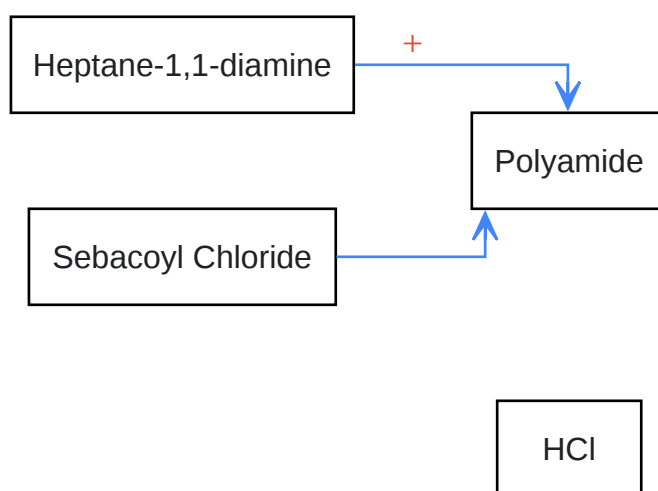 Heptane-1,1-diamine
+
Polyamide
Sebacoyl Chloride
HCl